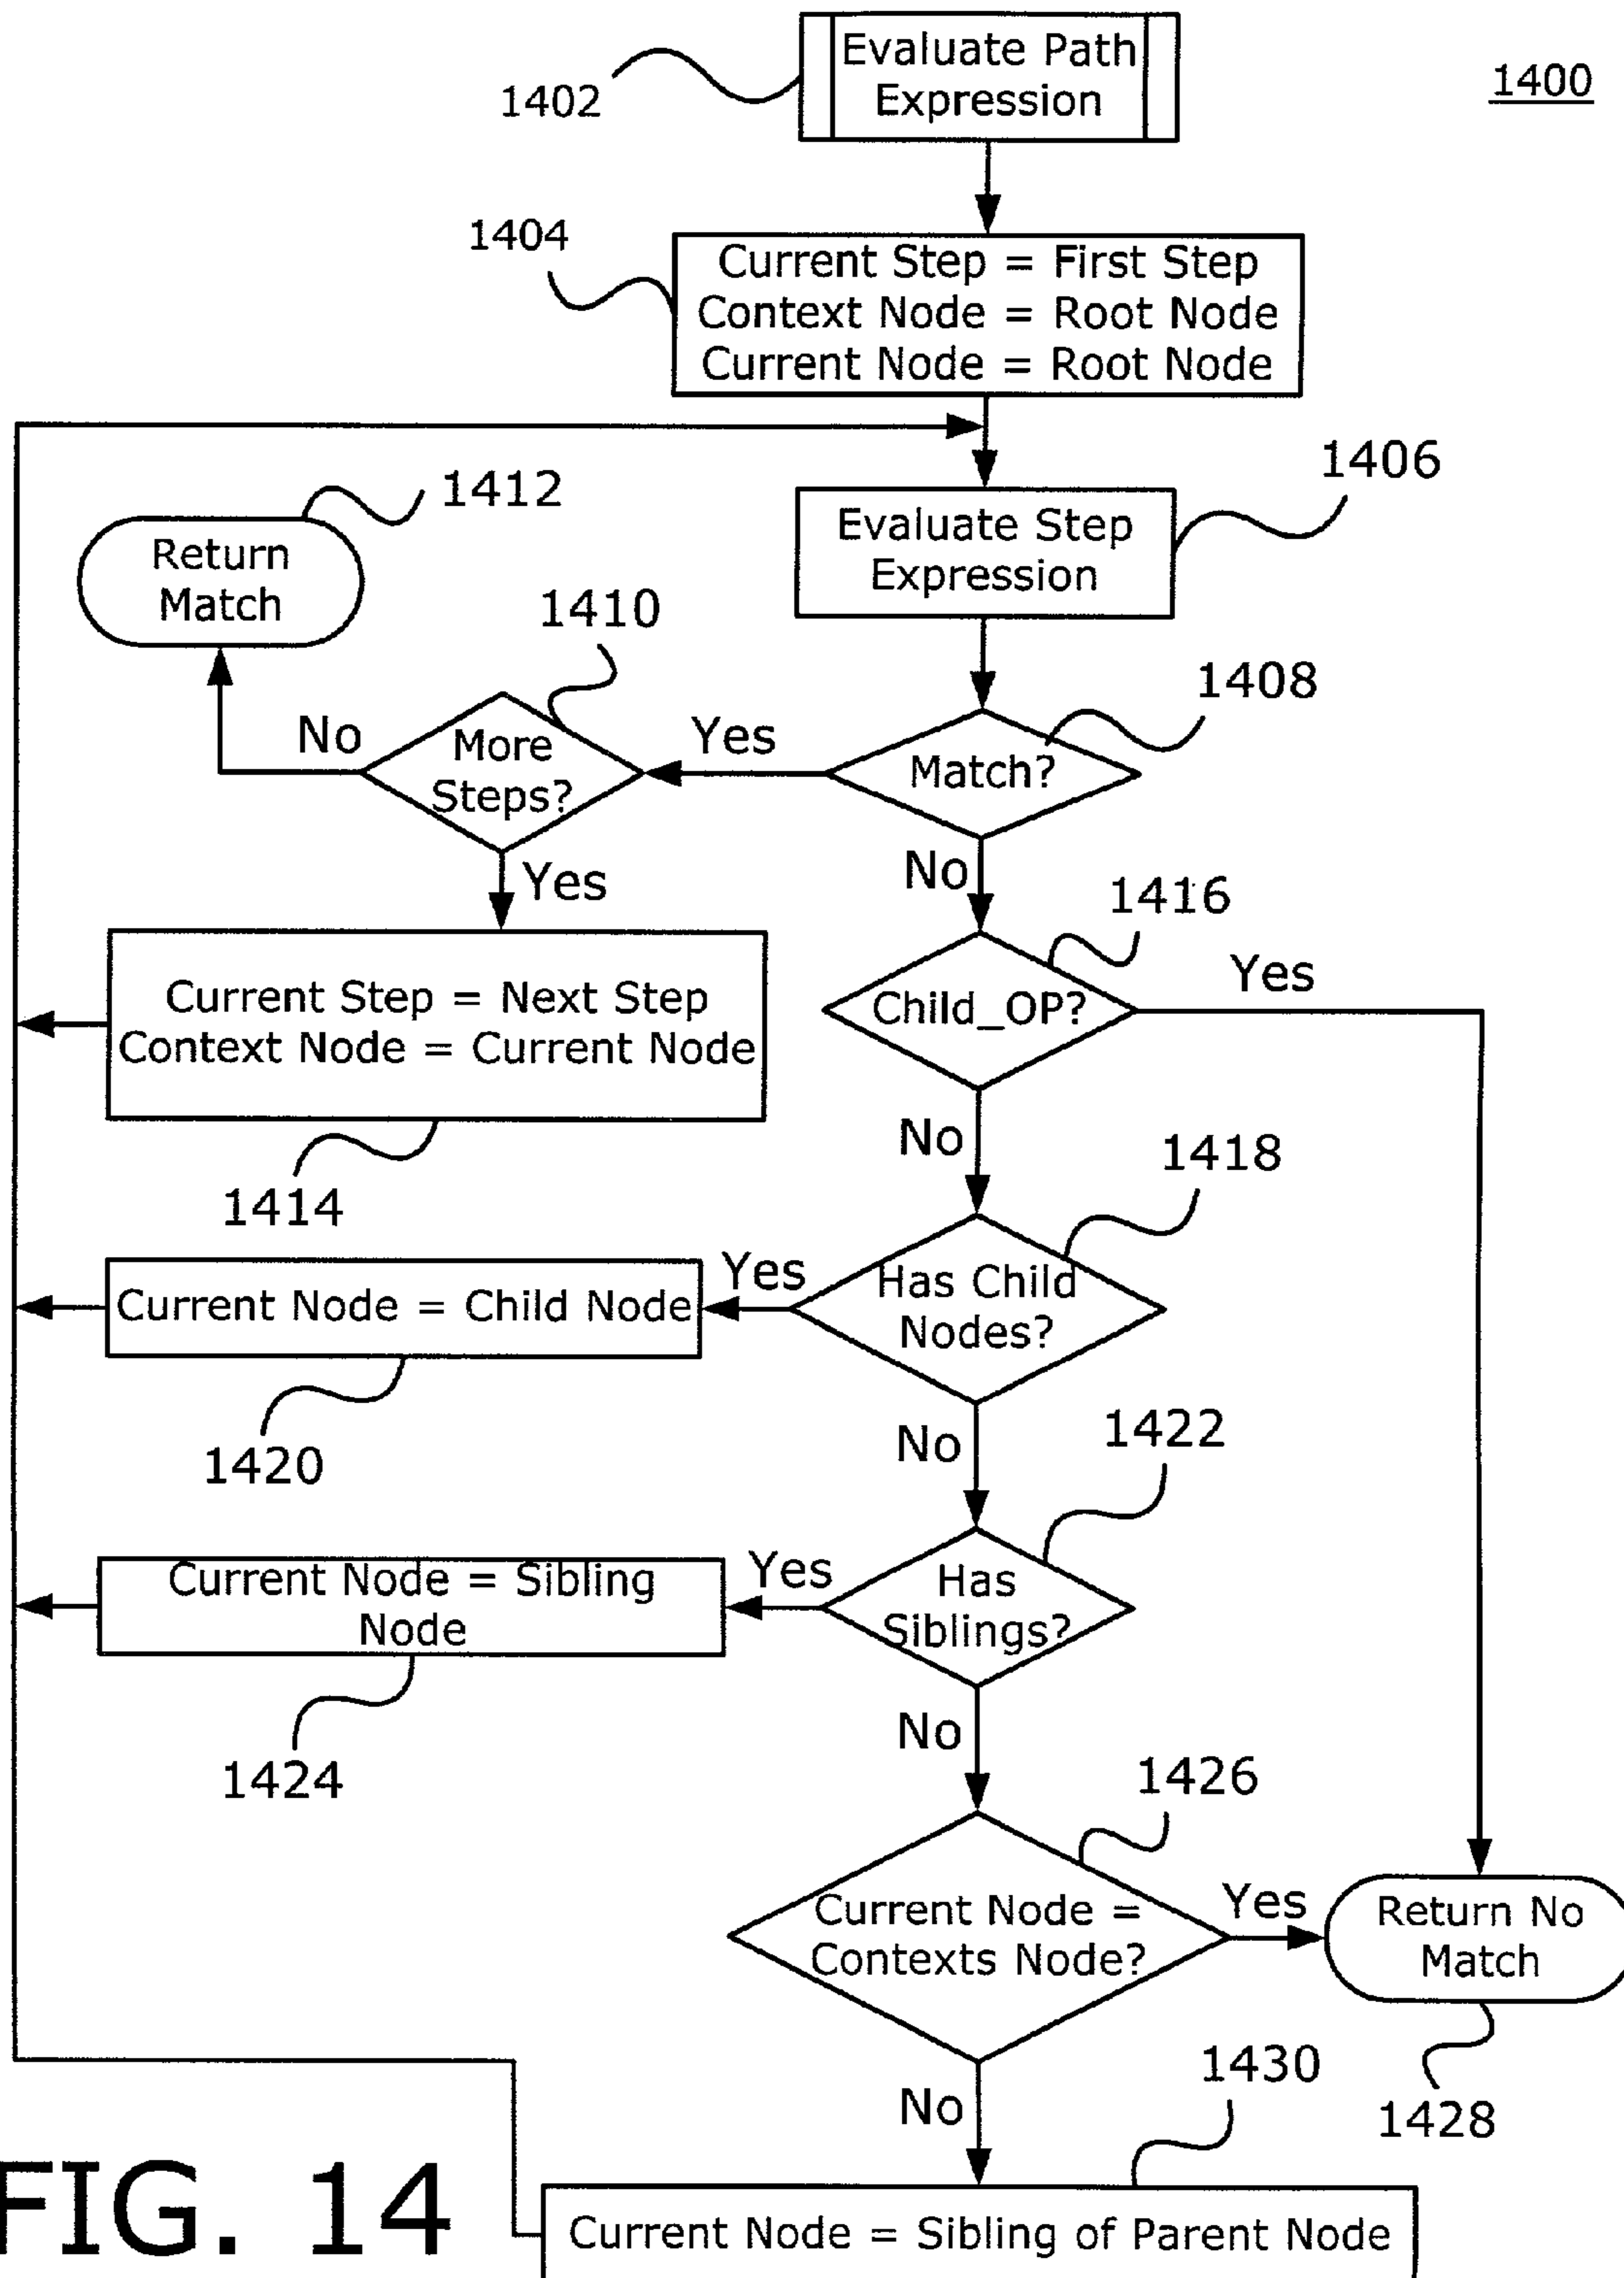 Evaluate Path
Expression
1402
1400
1404
Current Step = First Step
Context Node = Root Node
Current Node = Root Node
1406
Evaluate Step
Expression
1412
Return
Match
1410
1408
No
More
Steps?
Yes
Match?
Yes
No
1416
Current Step = Next Step
Context Node = Current Node
1414
Child_OP?
Yes
No
1418
Current Node = Child Node
1420
Yes
Has Child
Nodes?
No
1422
Current Node = Sibling
Node
1424
Yes
Has
Siblings?
No
1426
Current Node =
Contexts Node?
Yes
Return No
Match
1428
No
1430
Current Node = Sibling of Parent Node
FIG. 14